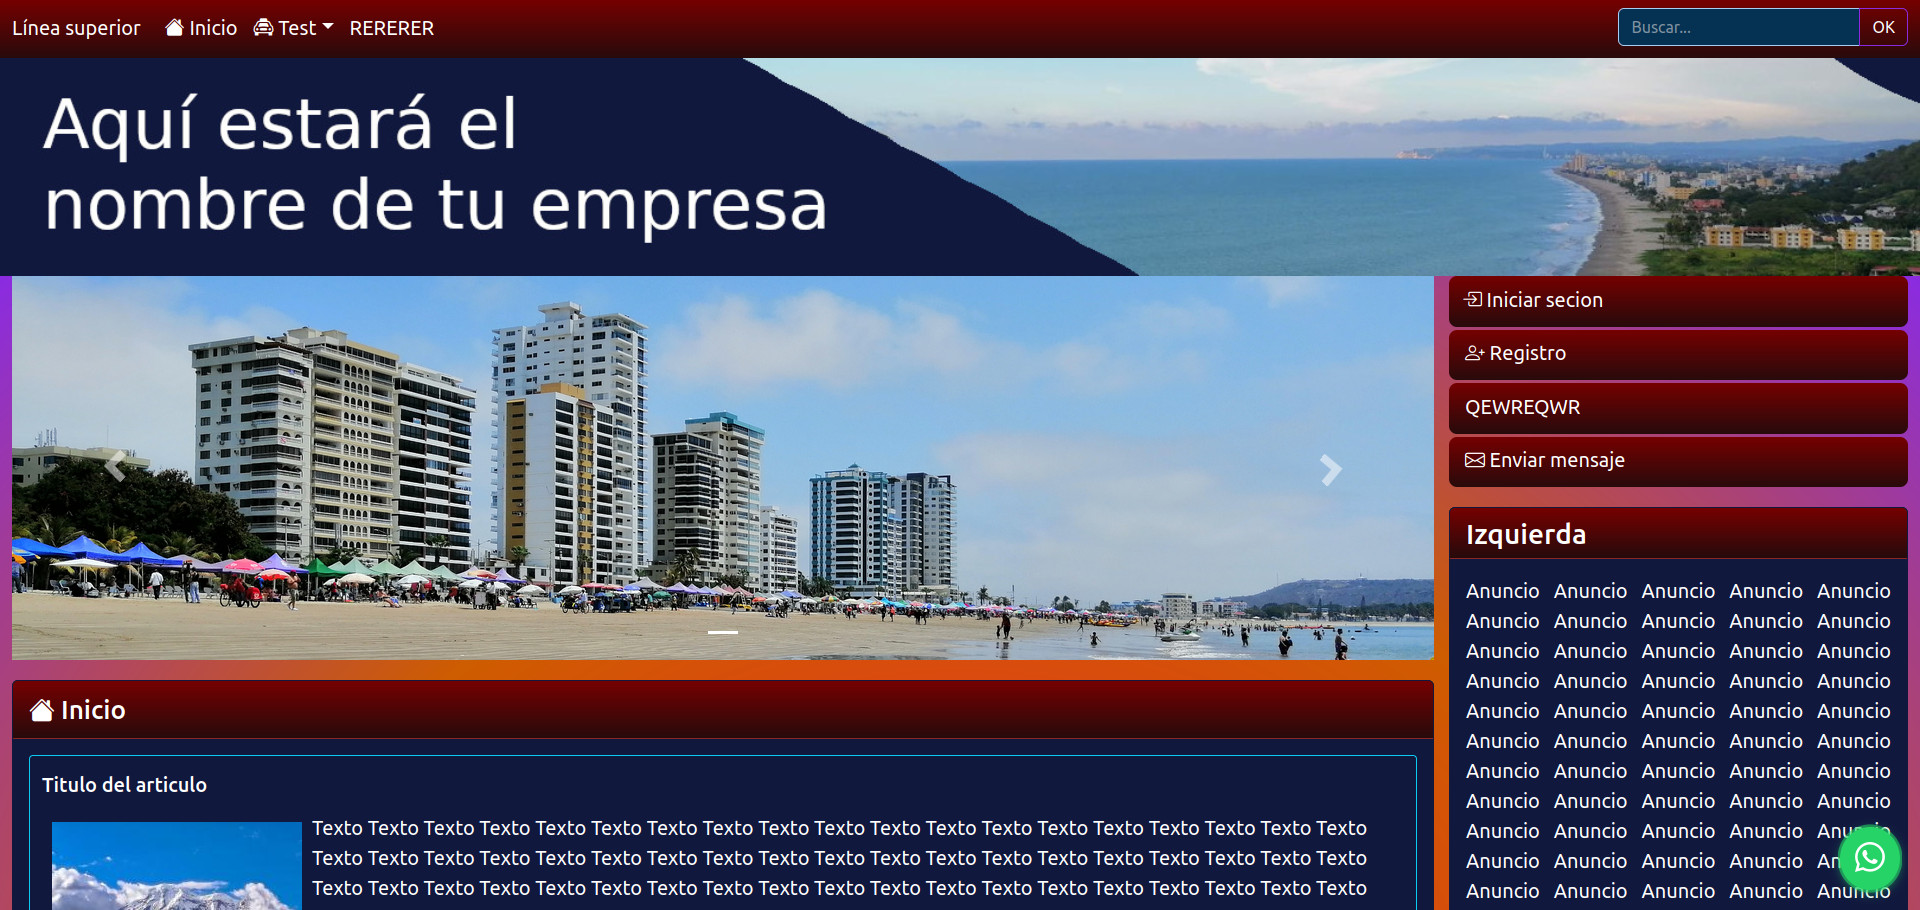 Línea superior Inicio Test RERERER Buscar... OK
Aquí estará el
nombre de tu empresa
Iniciar secion
Registro
QEWREQWR
Enviar mensaje
Izquierda
Anuncio Anuncio Anuncio Anuncio Anuncio
Anuncio Anuncio Anuncio Anuncio Anuncio
Anuncio Anuncio Anuncio Anuncio Anuncio
Anuncio Anuncio Anuncio Anuncio Anuncio
Anuncio Anuncio Anuncio Anuncio Anuncio
Anuncio Anuncio Anuncio Anuncio Anuncio
Anuncio Anuncio Anuncio Anuncio Anuncio
Anuncio Anuncio Anuncio Anuncio Anuncio
Anuncio Anuncio Anuncio Anuncio Anuncio
Anuncio Anuncio Anuncio Anuncio
Anuncio Anuncio Anuncio Anuncio Anuncio
Inicio
Titulo del articulo
Texto Texto Texto Texto Texto Texto Texto Texto Texto Texto Texto Texto Texto Texto Texto Texto Texto Texto Texto
Texto Texto Texto Texto Texto Texto Texto Texto Texto Texto Texto Texto Texto Texto Texto Texto Texto Texto Texto
Texto Texto Texto Texto Texto Texto Texto Texto Texto Texto Texto Texto Texto Texto Texto Texto Texto Texto Texto